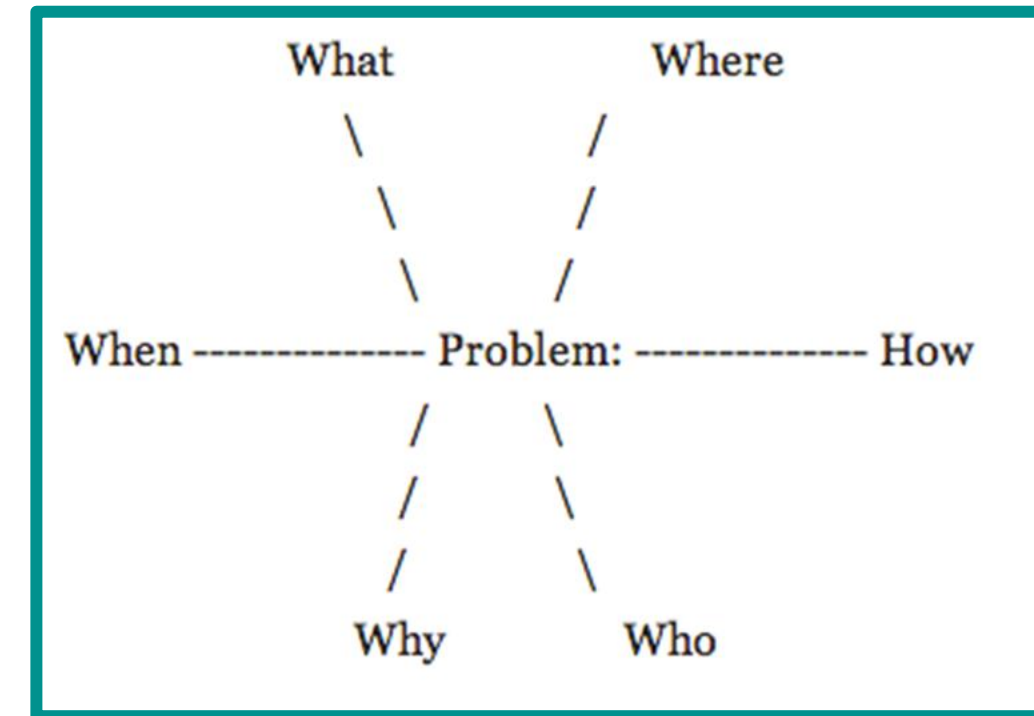 What Where
\ /
\ /
\ /
When -------------- Problem: -------------- How
/ \
/ \
/ \
Why Who